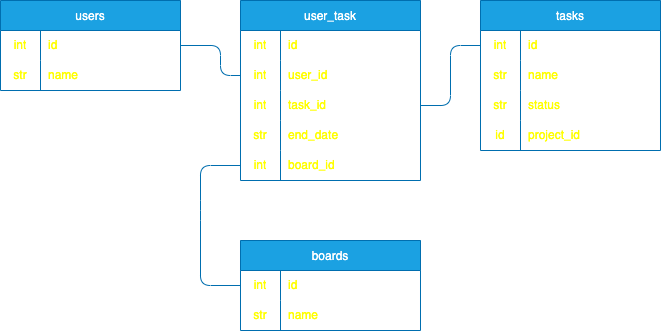 users
int id
str name
user_task
int id
int user_id
int task_id
str end_date
int board_id
tasks
int id
str name
str status
id project_id
boards
int id
str name